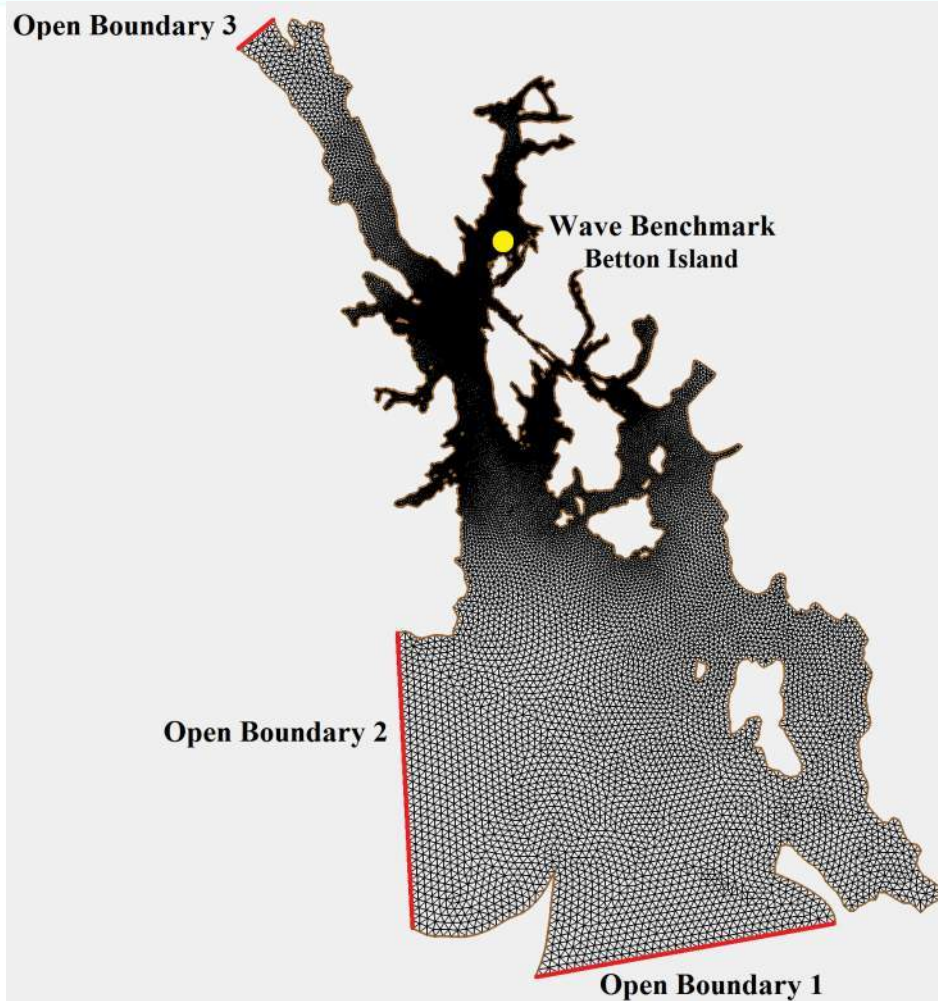 Open Boundary 3
Wave Benchmark
Betton Island
Open Boundary 2
Open Boundary 1